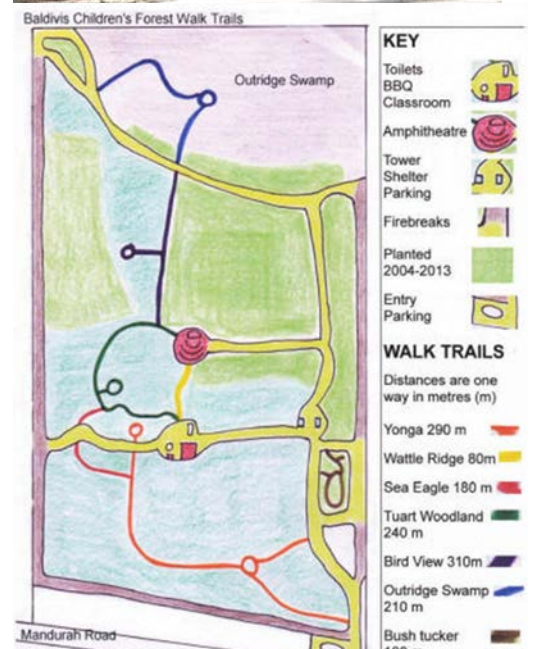 Baldivis Children's Forest Walk Trails
Outridge Swamp
Mandurah Road
KEY
Toilets
BBQ
Classroom
Amphitheatre
Tower
Shelter
Parking
Firebreaks
Planted
2004-2013
Entry
Parking
WALK TRAILS
Distances are one
way in metres (m)
Yonga 290 m
Wattle Ridge 80m
Sea Eagle 180 m
Tuart Woodland
240 m
Bird View 310m
Outridge Swamp
210 m
Bush tucker